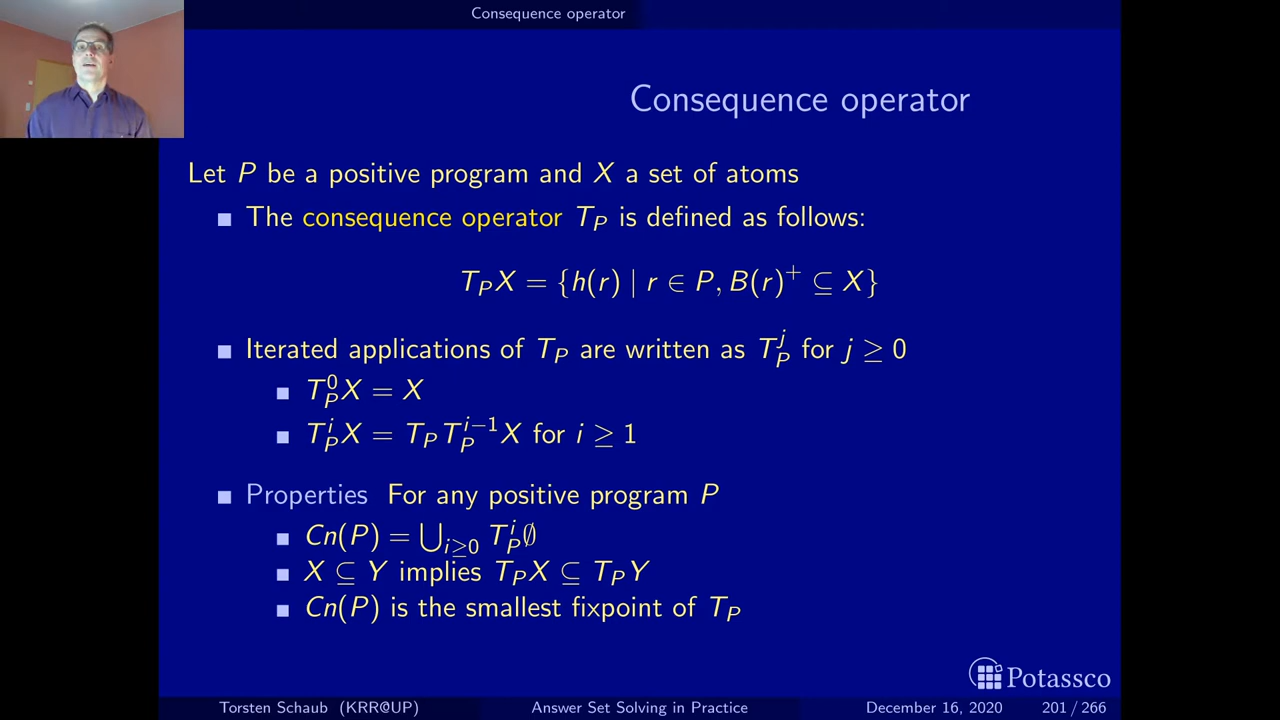 Consequence operator
Consequence operator
Let P be a positive program and X a set of atoms
■ The consequence operator T_P is defined as follows:
T_P X = {h(r) | r ∈ P, B(r)⁺ ⊆ X}
■ Iterated applications of T_P are written as T_P^j for j ≥ 0
■ T_P^0 X = X
■ T_P^i X = T_P T_P^{i−1} X for i ≥ 1
■ Properties For any positive program P
■ Cn(P) = ⋃_{i≥0} T_P^i ∅
■ X ⊆ Y implies T_P X ⊆ T_P Y
■ Cn(P) is the smallest fixpoint of T_P
Potassco
Torsten Schaub (KRR@UP) Answer Set Solving in Practice December 16, 2020 201 / 266